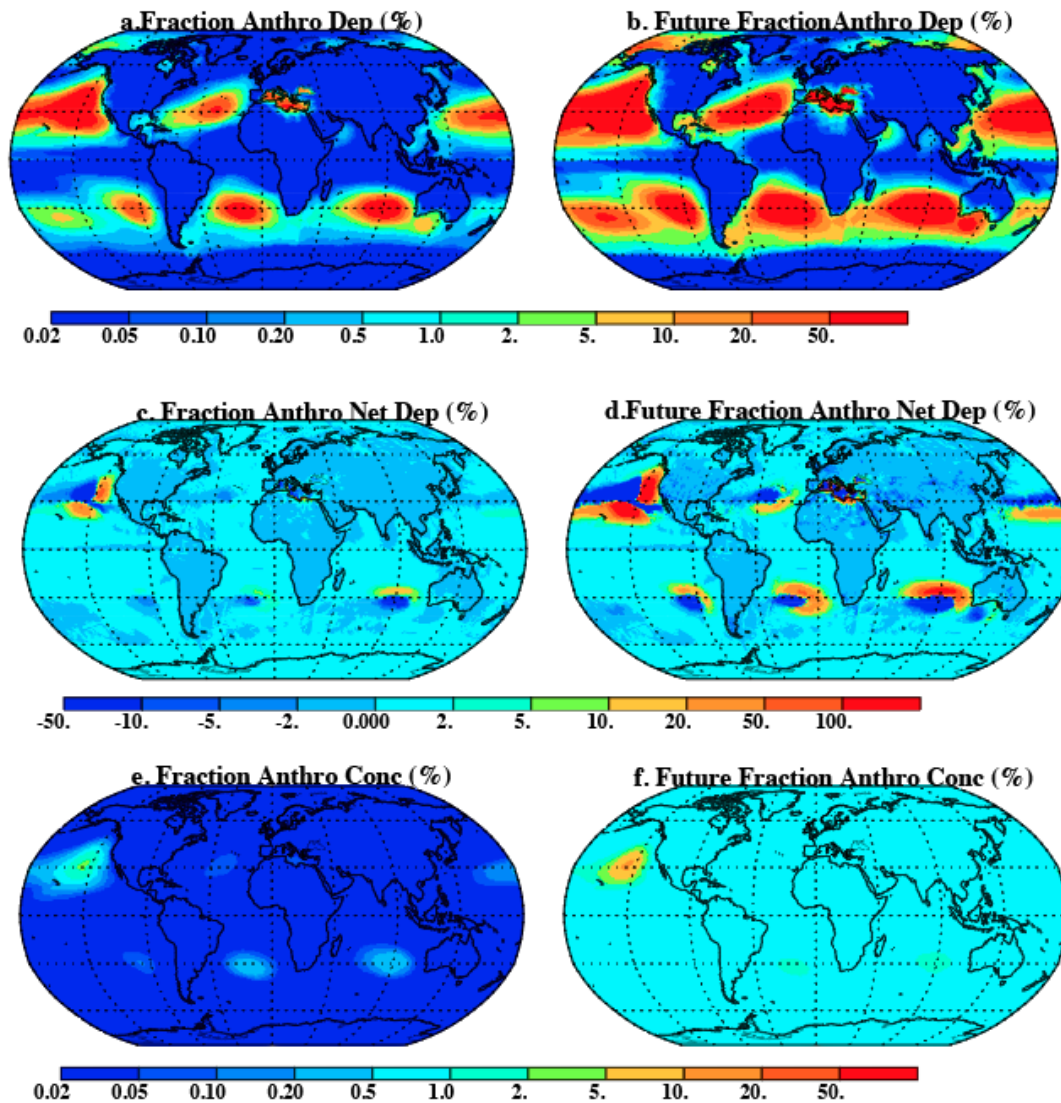 a.Fraction Anthro Dep (%)
b. Future FractionAnthro Dep (%)
0.02 0.05 0.10 0.20 0.5 1.0 2. 5. 10. 20. 50.
c. Fraction Anthro Net Dep (%)
d.Future Fraction Anthro Net Dep (%)
-50. -10. -5. -2. 0.000 2. 5. 10. 20. 50. 100.
e. Fraction Anthro Conc (%)
f. Future Fraction Anthro Conc (%)
0.02 0.05 0.10 0.20 0.5 1.0 2. 5. 10. 20. 50.